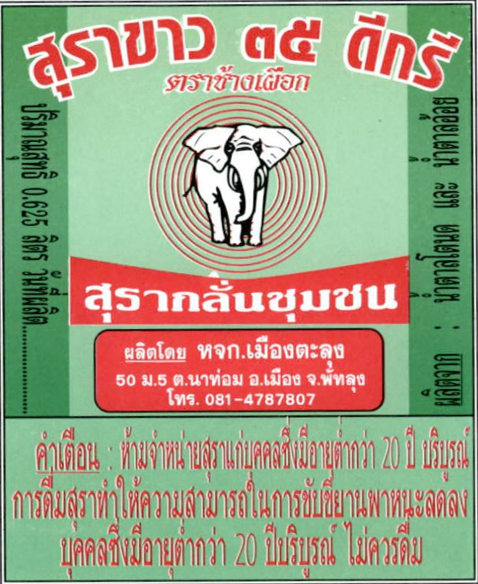 สุราขาว ๓๕ ดีกรี
ตราช้างเผือก
ปริมาณสุทธิ 0.625 ลิตร วันที่ผลิต....................
ผลิตจาก : น้ำตาลโตนด และ น้ำตาลอ้อย
สุรากลั่นชุมชน
ผลิตโดย หจก.เมืองตะลุง
50 ม.5 ต.นาท่อม อ.เมือง จ.พัทลุง
โทร. 081-4787807
คำเตือน : ห้ามจำหน่ายสุราแก่บุคคลซึ่งมีอายุต่ำกว่า 20 ปี บริบูรณ์
การดื่มสุราทำให้ความสามารถในการขับขี่ยานพาหนะลดลง
บุคคลซึ่งมีอายุต่ำกว่า 20 ปีบริบูรณ์ ไม่ควรดื่ม